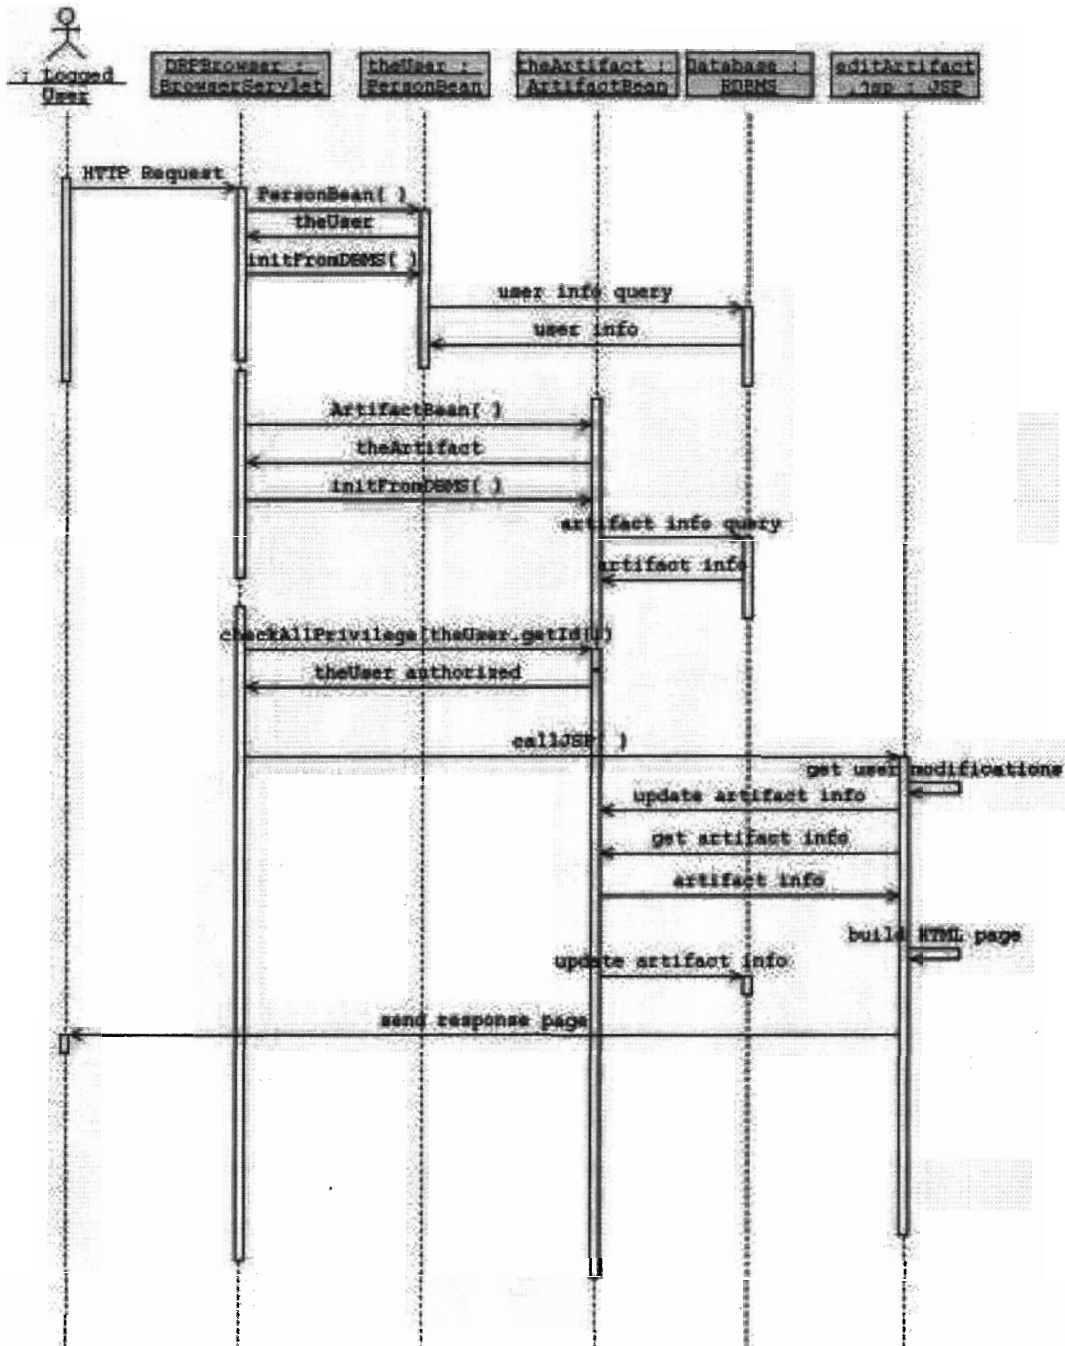 : Logged
User
DRPBrowser :
BrowserServlet
theUser :
PersonBean
theArtifact :
ArtifactBean
Database :
RDBMS
editArtifact
.jsp : JSP
HTTP Request
PersonBean( )
theUser
initFromDBMS( )
user info query
user info
ArtifactBean( )
theArtifact
initFromDBMS( )
artifact info query
artifact info
checkAllPrivilege(theUser.getId())
theUser authorized
callJSP( )
get user modifications
update artifact info
get artifact info
artifact info
build HTML page
update artifact info
send response page